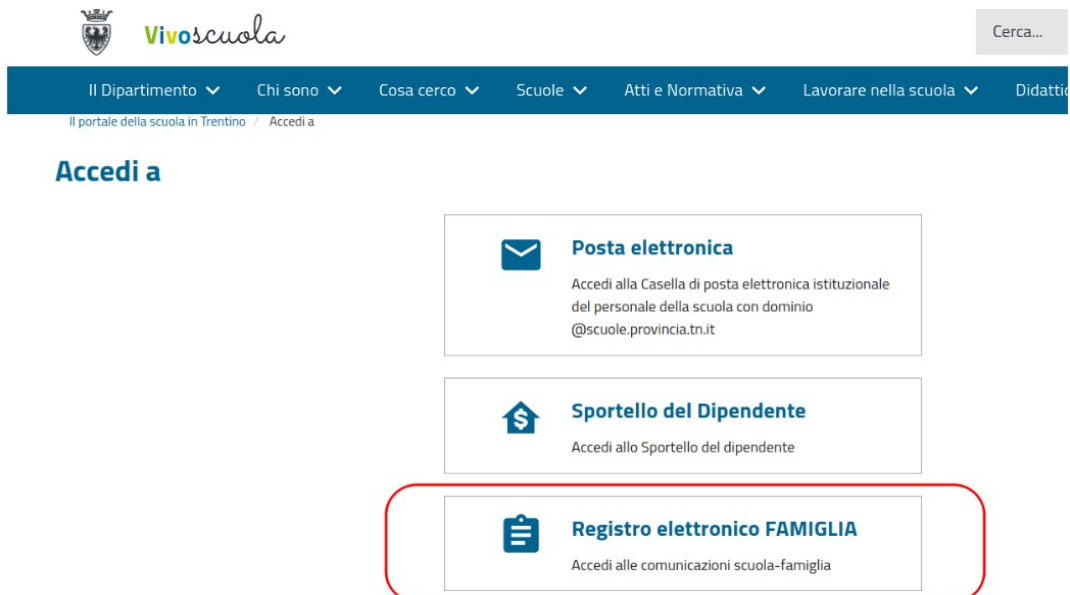 Vivoscuola
Cerca...
Il Dipartimento Chi sono Cosa cerco Scuole Atti e Normativa Lavorare nella scuola Didattic
Il portale della scuola in Trentino / Accedi a
Accedi a
Posta elettronica
Accedi alla Casella di posta elettronica istituzionale
del personale della scuola con dominio
@scuole.provincia.tn.it
Sportello del Dipendente
Accedi allo Sportello del dipendente
Registro elettronico FAMIGLIA
Accedi alle comunicazioni scuola-famiglia